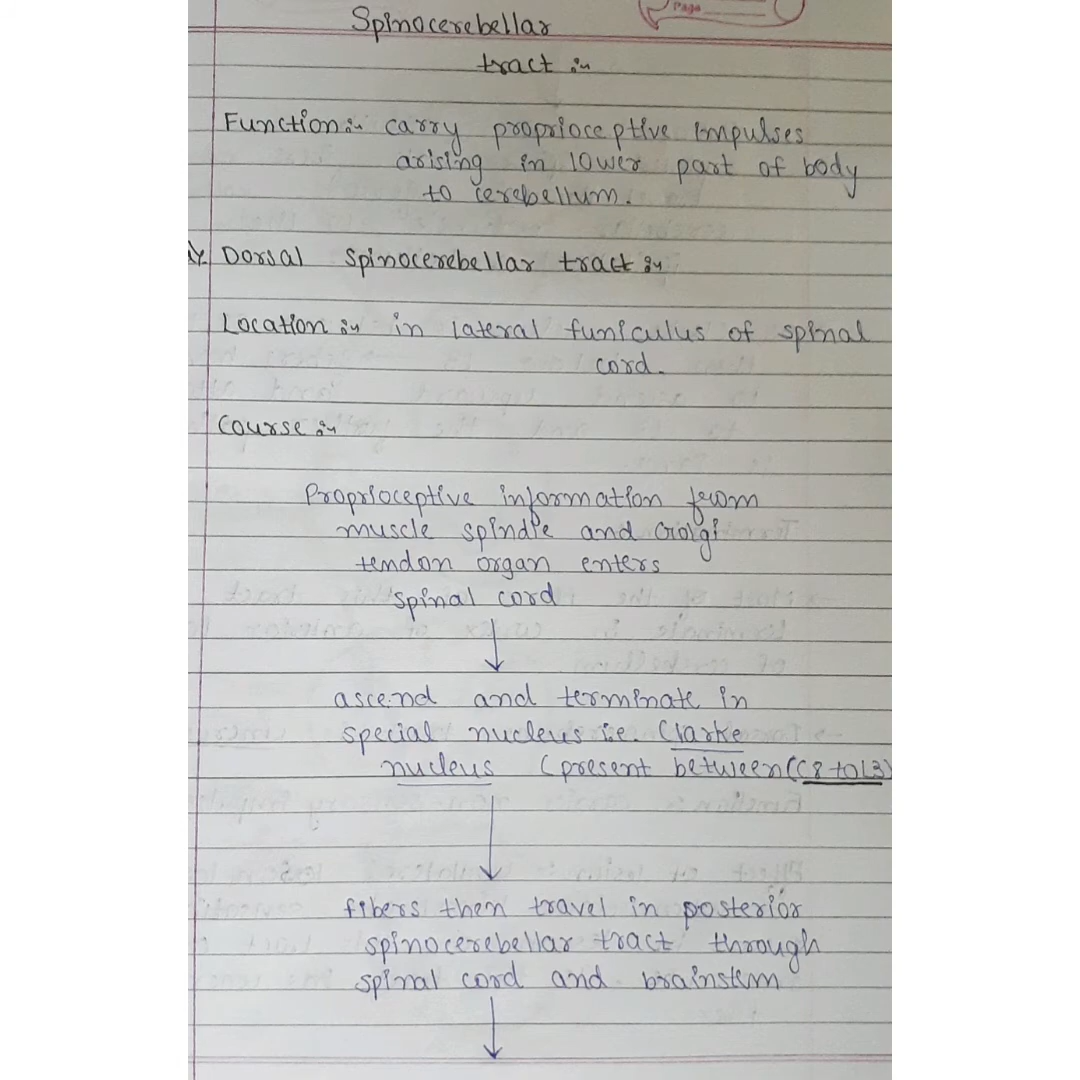 Page
Spinocerebellar
tract :-
Function :- carry proprioceptive impulses
arising in lower part of body
to cerebellum.
1. Dorsal spinocerebellar tract :-
Location :- in lateral funiculus of spinal
cord.
Course :-
Proprioceptive information from
muscle spindle and Golgi
tendon organ enters
spinal cord
↓
ascend and terminate in
special nucleus i.e. Clarke
nucleus (present between (C8 to L3)
↓
fibers then travel in posterior
spinocerebellar tract through
spinal cord and brainstem
↓